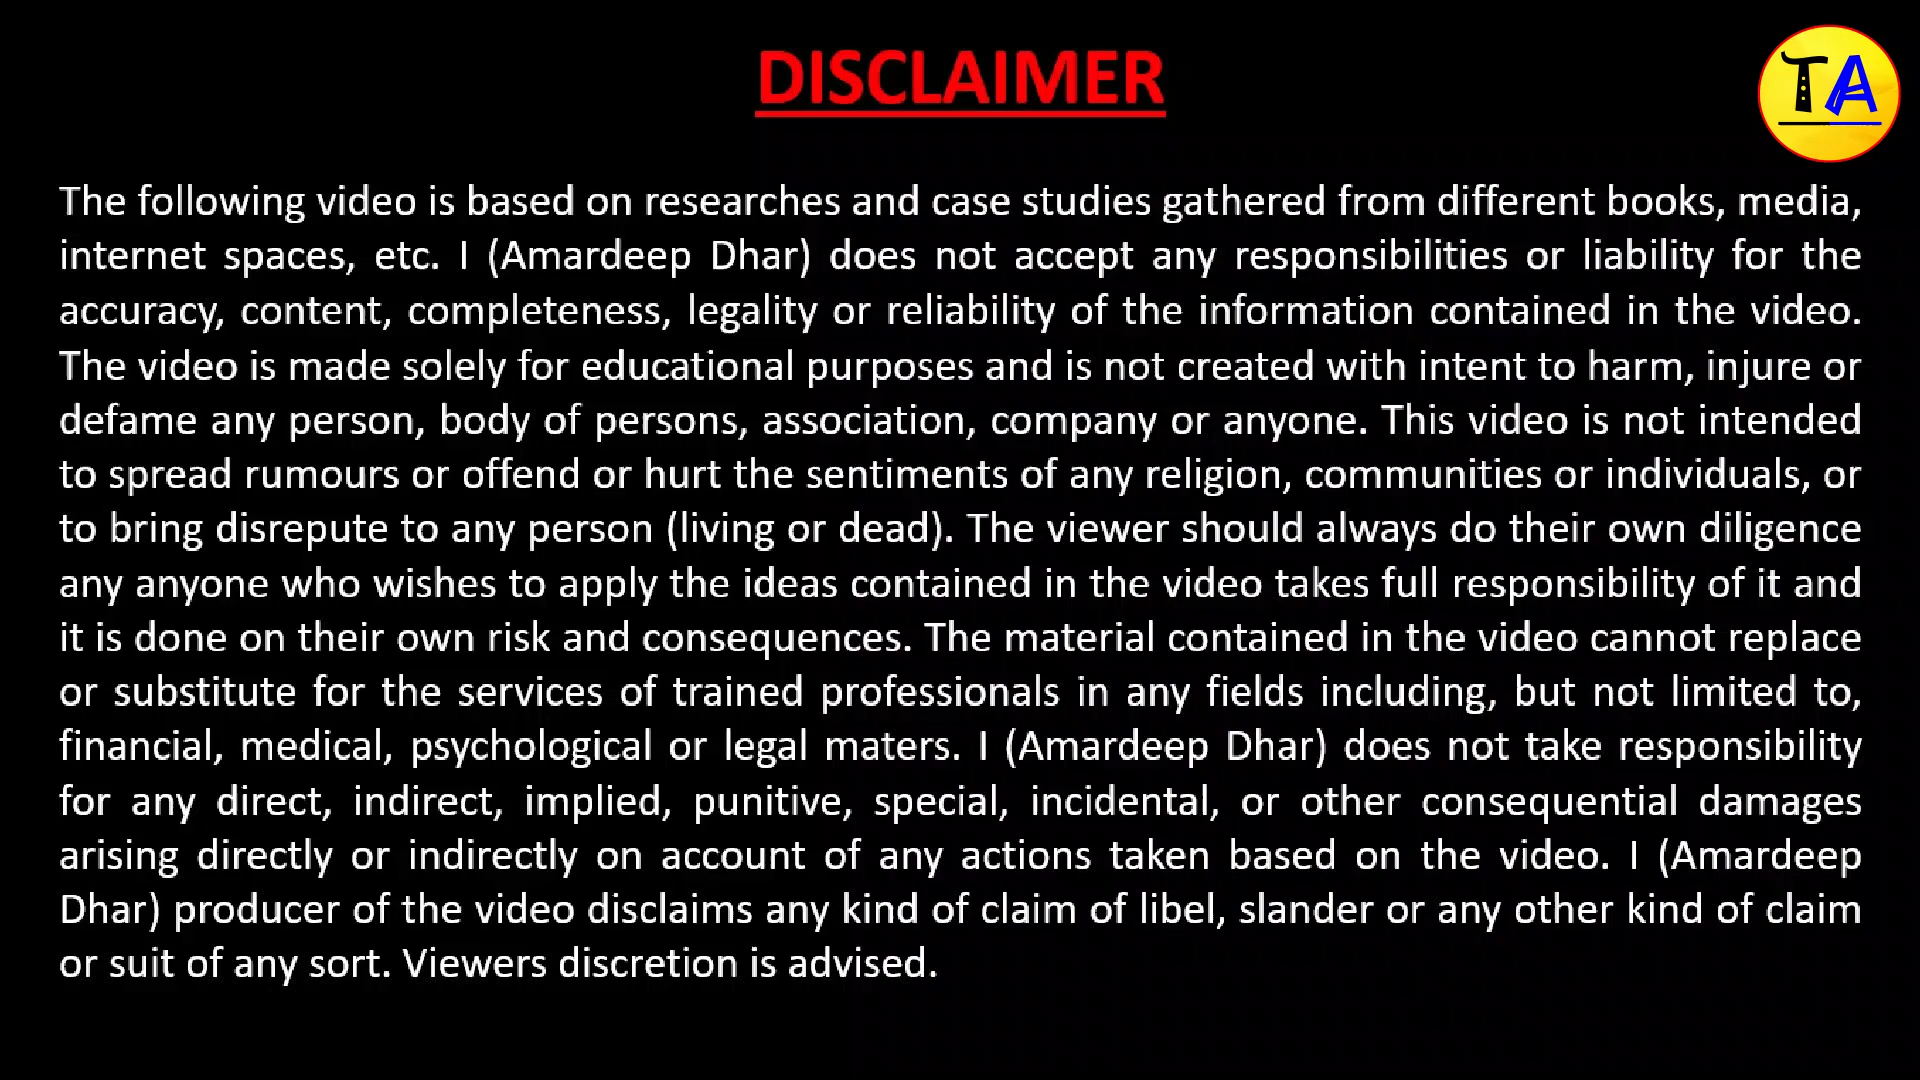 DISCLAIMER
TA
The following video is based on researches and case studies gathered from different books, media,
internet spaces, etc. I (Amardeep Dhar) does not accept any responsibilities or liability for the
accuracy, content, completeness, legality or reliability of the information contained in the video.
The video is made solely for educational purposes and is not created with intent to harm, injure or
defame any person, body of persons, association, company or anyone. This video is not intended
to spread rumours or offend or hurt the sentiments of any religion, communities or individuals, or
to bring disrepute to any person (living or dead). The viewer should always do their own diligence
any anyone who wishes to apply the ideas contained in the video takes full responsibility of it and
it is done on their own risk and consequences. The material contained in the video cannot replace
or substitute for the services of trained professionals in any fields including, but not limited to,
financial, medical, psychological or legal maters. I (Amardeep Dhar) does not take responsibility
for any direct, indirect, implied, punitive, special, incidental, or other consequential damages
arising directly or indirectly on account of any actions taken based on the video. I (Amardeep
Dhar) producer of the video disclaims any kind of claim of libel, slander or any other kind of claim
or suit of any sort. Viewers discretion is advised.